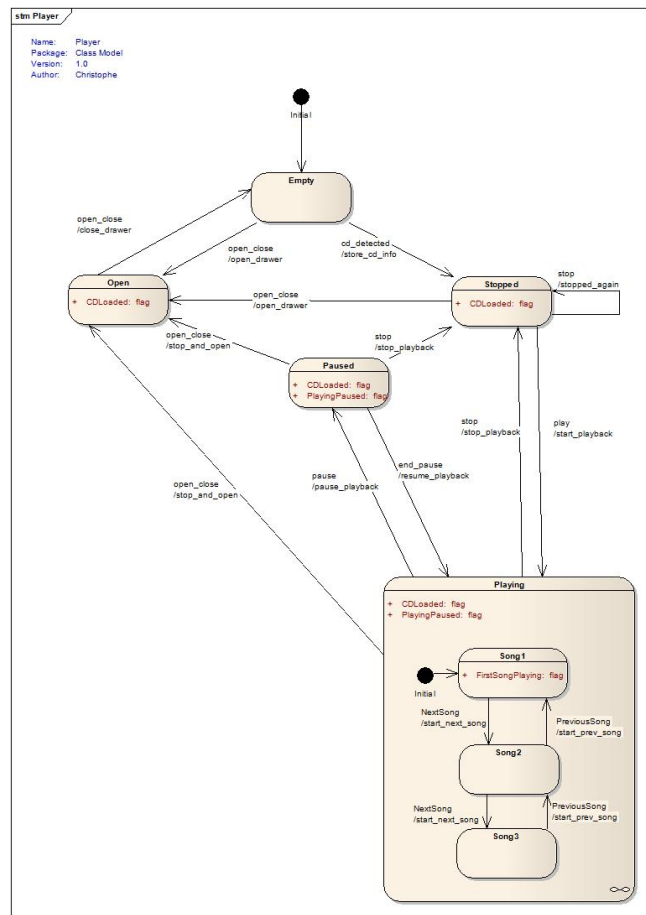 stm Player
Name: Player
Package: Class Model
Version: 1.0
Author: Christophe
Initial
Empty
open_close
/close_drawer
open_close
/open_drawer
cd_detected
/store_cd_info
Open
+ CDLoaded: flag
open_close
/open_drawer
Stopped
+ CDLoaded: flag
stop
/stopped_again
open_close
/stop_and_open
stop
/stop_playback
Paused
+ CDLoaded: flag
+ PlayingPaused: flag
stop
/stop_playback
play
/start_playback
pause
/pause_playback
end_pause
/resume_playback
open_close
/stop_and_open
Playing
+ CDLoaded: flag
+ PlayingPaused: flag
Song1
+ FirstSongPlaying: flag
Initial
NextSong
/start_next_song
PreviousSong
/start_prev_song
Song2
NextSong
/start_next_song
PreviousSong
/start_prev_song
Song3